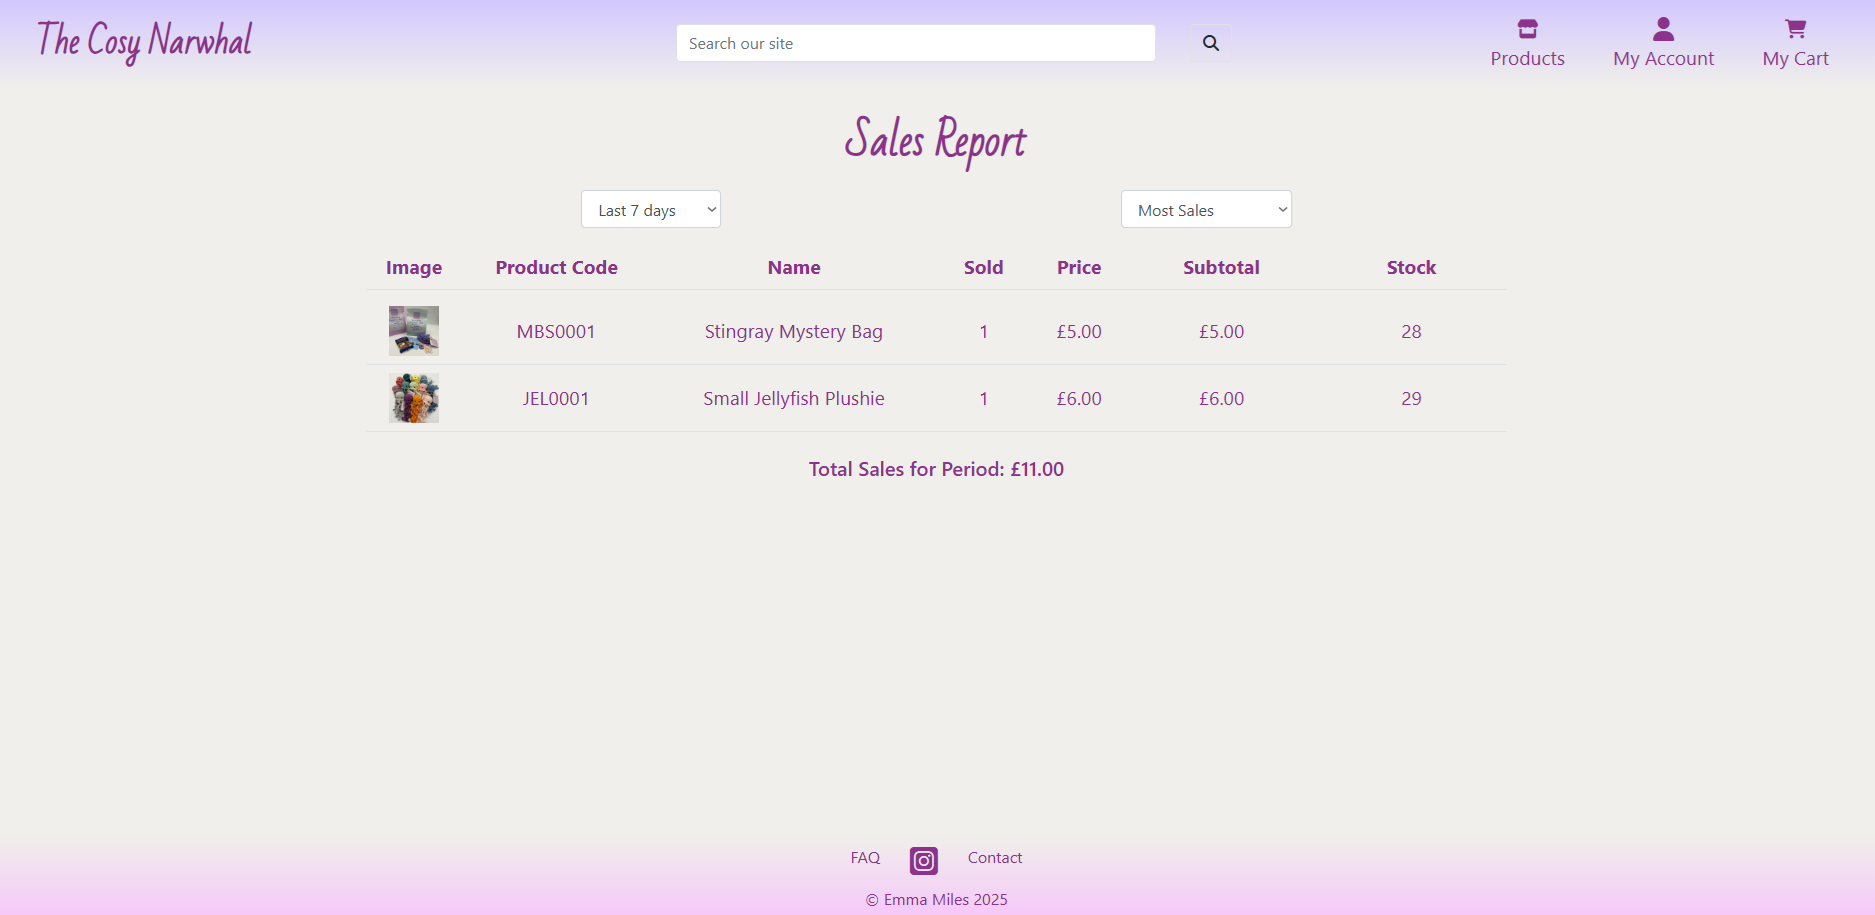 The Cosy Narwhal
Search our site
Products
My Account
My Cart
Sales Report
Last 7 days
Most Sales
Image Product Code Name Sold Price Subtotal Stock
MBS0001 Stingray Mystery Bag 1 £5.00 £5.00 28
JEL0001 Small Jellyfish Plushie 1 £6.00 £6.00 29
Total Sales for Period: £11.00
FAQ
Contact
© Emma Miles 2025